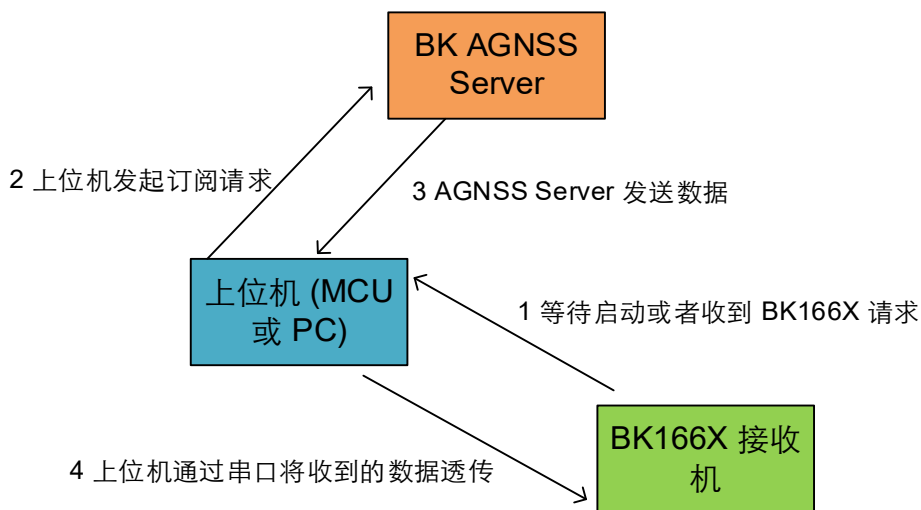 BK AGNSS
Server
2 上位机发起订阅请求
3 AGNSS Server 发送数据
上位机 (MCU
或 PC)
1 等待启动或者收到 BK166X 请求
BK166X 接收
机
4 上位机通过串口将收到的数据透传